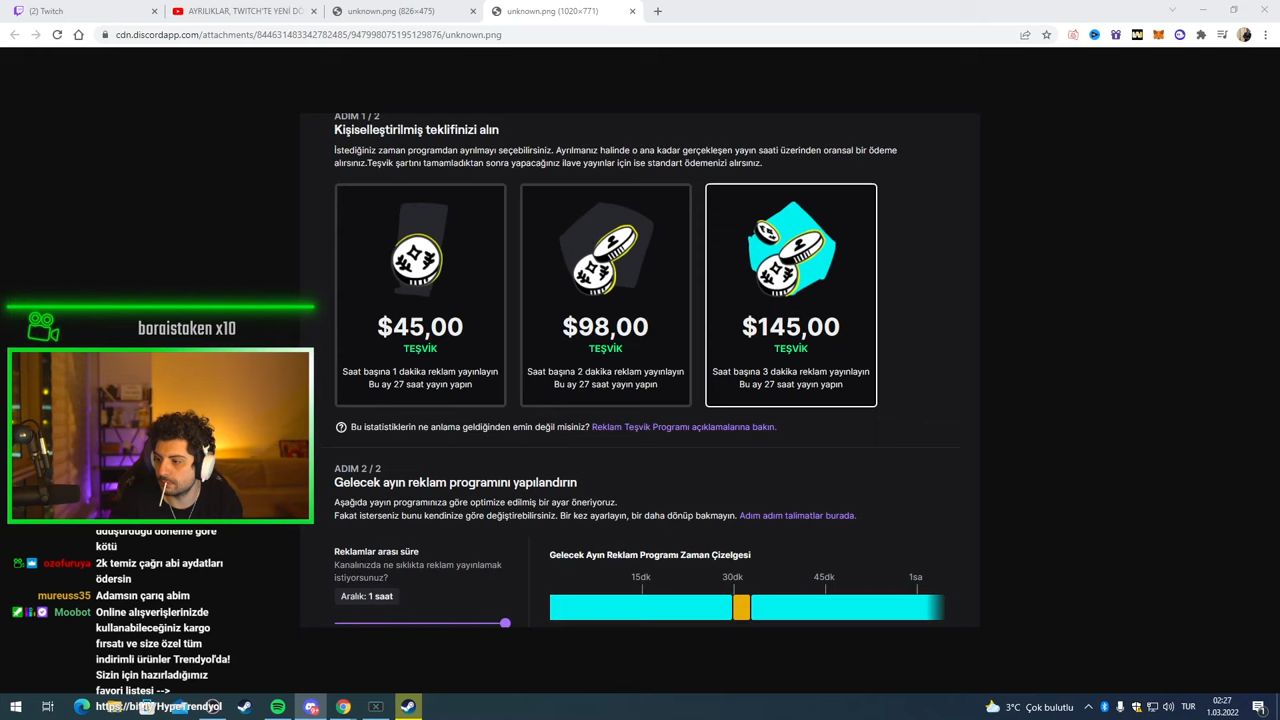 (2) Twitch
AYRILIKLAR, TWITCH'TE YENİ DÖ
unknown.png (826×475)
unknown.png (1020×771)
cdn.discordapp.com/attachments/844631483342782485/947998075195129876/unknown.png
ADIM 1 / 2
Kişiselleştirilmiş teklifinizi alın
İstediğiniz zaman programdan ayrılmayı seçebilirsiniz. Ayrılmanız halinde o ana kadar gerçekleşen yayın saati üzerinden oransal bir ödeme
alırsınız.Teşvik şartını tamamladıktan sonra yapacağınız ilave yayınlar için ise standart ödemenizi alırsınız.
$45,00
TEŞVİK
Saat başına 1 dakika reklam yayınlayın
Bu ay 27 saat yayın yapın
$98,00
TEŞVİK
Saat başına 2 dakika reklam yayınlayın
Bu ay 27 saat yayın yapın
$145,00
TEŞVİK
Saat başına 3 dakika reklam yayınlayın
Bu ay 27 saat yayın yapın
Bu istatistiklerin ne anlama geldiğinden emin değil misiniz? Reklam Teşvik Programı açıklamalarına bakın.
ADIM 2 / 2
Gelecek ayın reklam programını yapılandırın
Aşağıda yayın programınıza göre optimize edilmiş bir ayar öneriyoruz.
Fakat isterseniz bunu kendinize göre değiştirebilirsiniz. Bir kez ayarlayın, bir daha dönüp bakmayın. Adım adım talimatlar burada.
Reklamlar arası süre
Kanalınızda ne sıklıkta reklam yayınlamak
istiyorsunuz?
Aralık: 1 saat
Gelecek Ayın Reklam Programı Zaman Çizelgesi
15dk
30dk
45dk
1sa
boraistaken x10
düşürdüğü döneme göre
kötü
ozofuruya 2k temiz çağrı abi aydatları
ödersin
mureuss35 Adamsın çarıq abim
Moobot Online alışverişlerinizde
kullanabileceğiniz kargo
fırsatı ve size özel tüm
indirimli ürünler Trendyol'da!
Sizin için hazırladığımız
favori listesi -->
3°C Çok bulutlu
TUR
02:27
1.03.2022